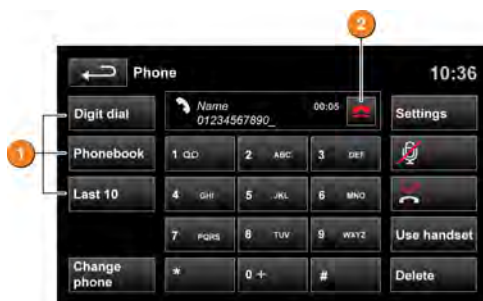 2
Phone
10:36
Digit dial
Name
00:05
01234567890_
Settings
1
Phonebook
1
2 ABC
3 DEF
Last 10
4 GHI
5 JKL
6 MNO
7 PQRS
8 TUV
9 WXYZ
Use handset
Change
phone
*
0 +
#
Delete